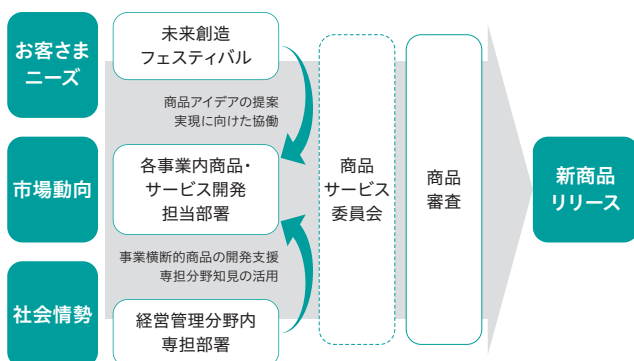 お客さま
ニーズ
市場動向
社会情勢
未来創造
フェスティバル
商品アイデアの提案
実現に向けた協働
各事業内商品・
サービス開発
担当部署
事業横断的商品の開発支援
専担分野知見の活用
経営管理分野内
専担部署
商品
サービス
委員会
商品
審査
新商品
リリース